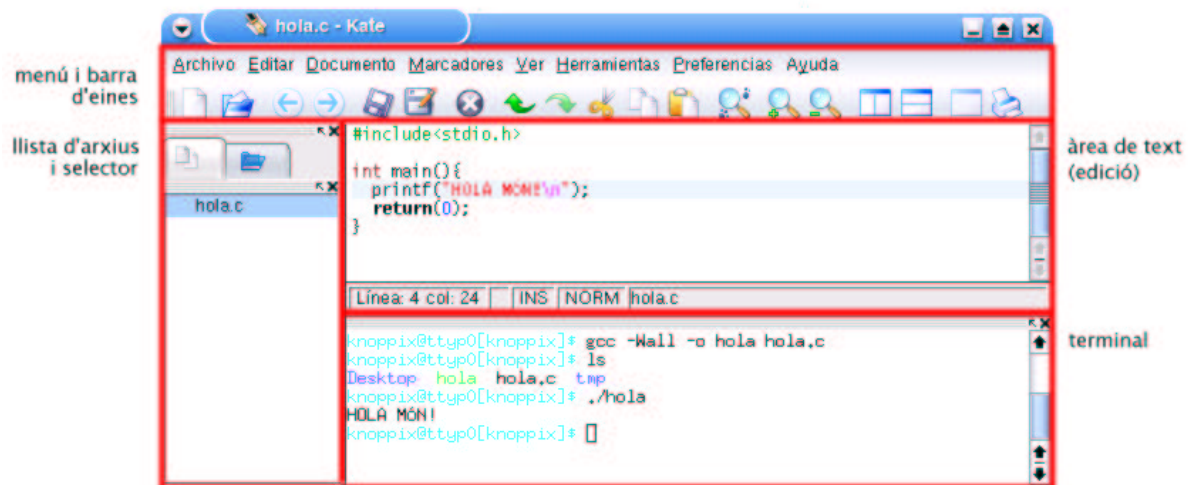 hola.c - Kate
menú i barra
d'eines
Archivo Editar Documento Marcadores Ver Herramientas Preferencias Ayuda
llista d'arxius
i selector
hola.c
#include<stdio.h>
int main(){
printf("HOLA MÓN!\n");
return(0);
}
àrea de text
(edició)
Línea: 4 col: 24 INS NORM hola.c
knoppix@ttyp0[knoppix]$ gcc -Wall -o hola hola.c
knoppix@ttyp0[knoppix]$ ls
Desktop hola hola.c tmp
knoppix@ttyp0[knoppix]$ ./hola
HOLA MÓN!
knoppix@ttyp0[knoppix]$
terminal